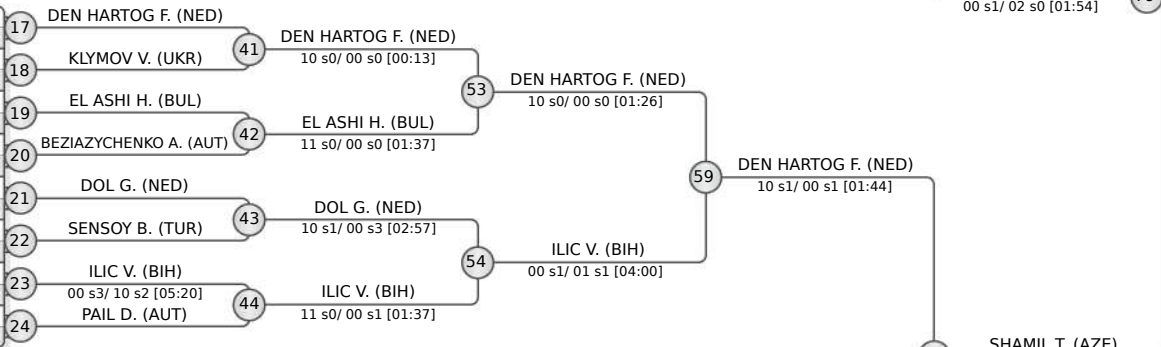 00 s1/ 02 s0 [01:54]
DEN HARTOG F. (NED)
17
DEN HARTOG F. (NED)
41
10 s0/ 00 s0 [00:13]
KLYMOV V. (UKR)
18
DEN HARTOG F. (NED)
53
10 s0/ 00 s0 [01:26]
EL ASHI H. (BUL)
19
EL ASHI H. (BUL)
42
11 s0/ 00 s0 [01:37]
BEZIAZYCHENKO A. (AUT)
20
DEN HARTOG F. (NED)
59
10 s1/ 00 s1 [01:44]
DOL G. (NED)
21
DOL G. (NED)
43
10 s1/ 00 s3 [02:57]
SENSOY B. (TUR)
22
ILIC V. (BIH)
54
00 s1/ 01 s1 [04:00]
ILIC V. (BIH)
23
00 s3/ 10 s2 [05:20]
ILIC V. (BIH)
44
11 s0/ 00 s1 [01:37]
PAIL D. (AUT)
24
SHAMIL T. (AZE)